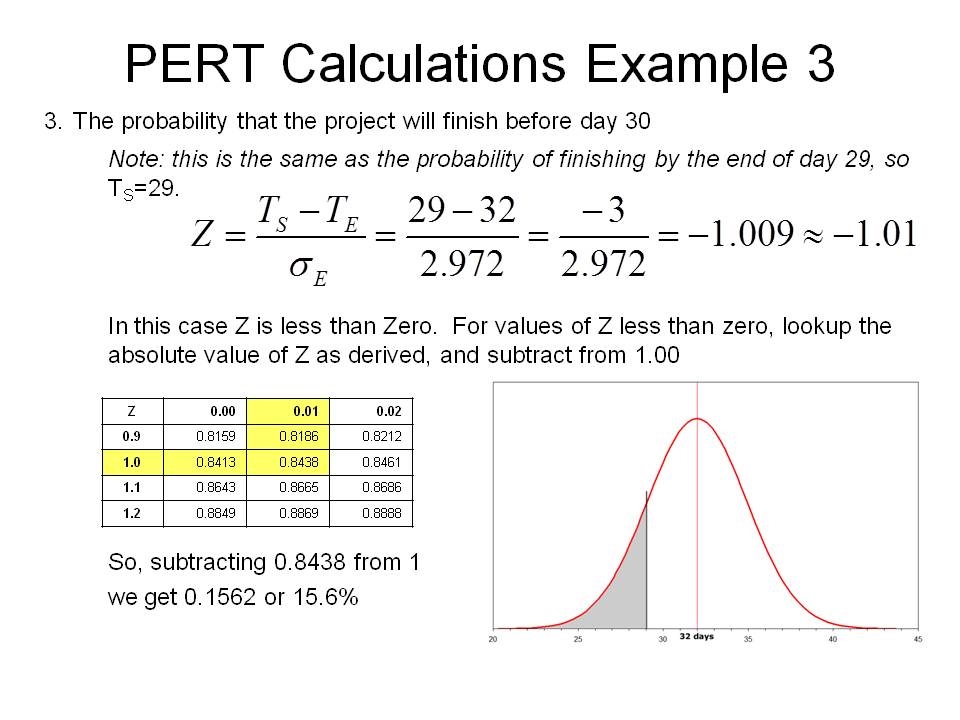 PERT Calculations Example 3
3. The probability that the project will finish before day 30
Note: this is the same as the probability of finishing by the end of day 29, so
T_S=29.
Z = (T_S − T_E)/σ_E = (29 − 32)/2.972 = −3/2.972 = −1.009 ≈ −1.01
In this case Z is less than Zero.  For values of Z less than zero, lookup the
absolute value of Z as derived, and subtract from 1.00
Z 0.00 0.01 0.02
0.9 0.8159 0.8186 0.8212
1.0 0.8413 0.8438 0.8461
1.1 0.8643 0.8665 0.8686
1.2 0.8849 0.8869 0.8888
So, subtracting 0.8438 from 1
we get 0.1562 or 15.6%
20 25 30 32 days 35 40 45